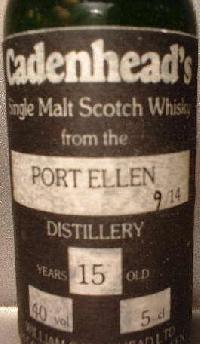 Cadenhead's
Single Malt Scotch Whisky
from the
PORT ELLEN
9/14
DISTILLERY
YEARS 15 OLD
40 vol 5 cl